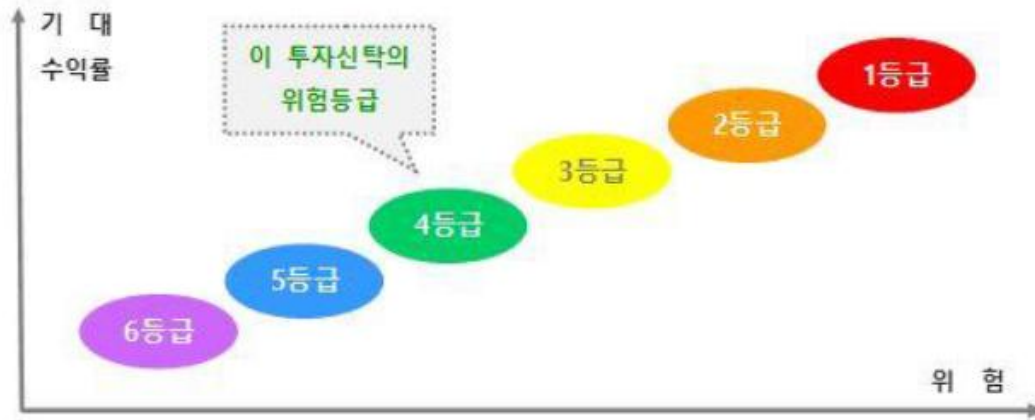 기 대
수익률
이 투자신탁의
위험등급
1등급
2등급
3등급
4등급
5등급
6등급
위 험